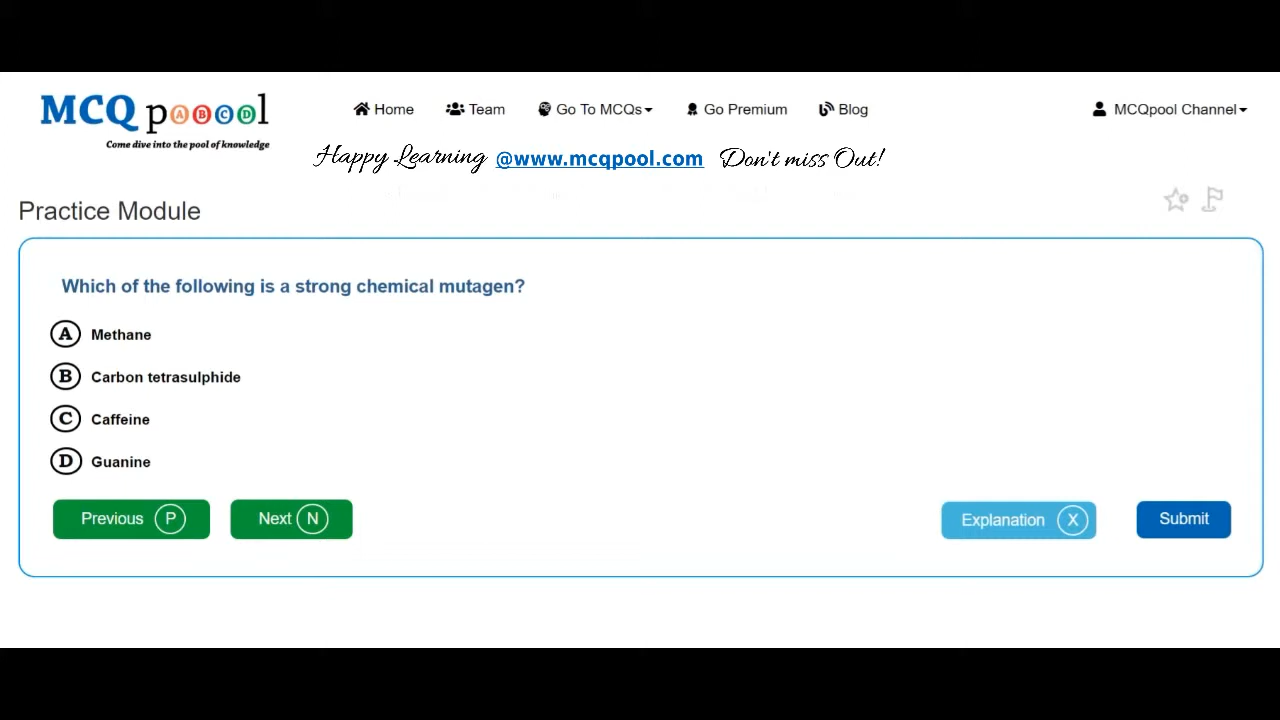 MCQ poool
A B C D
Come dive into the pool of knowledge
Home Team Go To MCQs Go Premium Blog MCQpool Channel
Happy Learning @www.mcqpool.com Don't miss Out!
Practice Module
Which of the following is a strong chemical mutagen?
A Methane
B Carbon tetrasulphide
C Caffeine
D Guanine
Previous P Next N Explanation X Submit